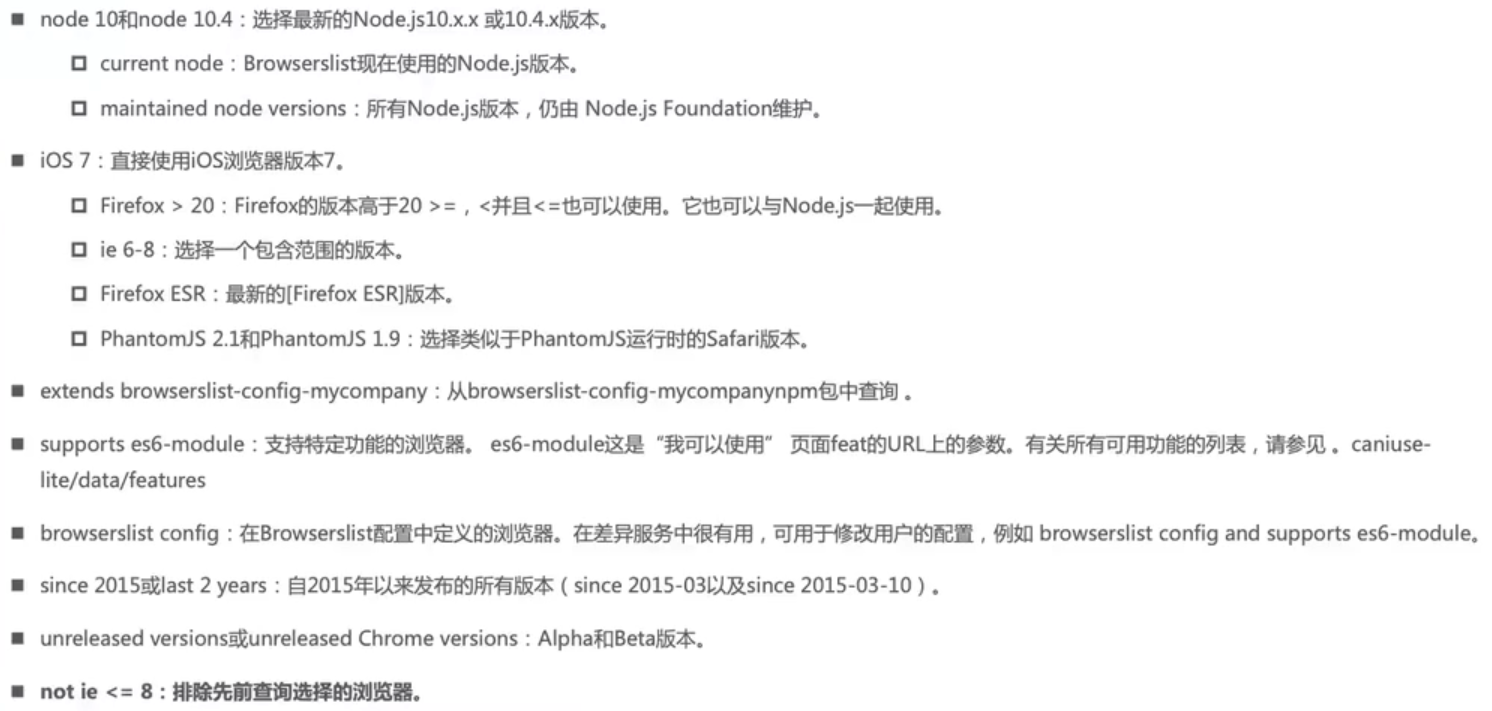 node 10和node 10.4：选择最新的Node.js10.x.x 或10.4.x版本。
current node：Browserslist现在使用的Node.js版本。
maintained node versions：所有Node.js版本，仍由 Node.js Foundation维护。
iOS 7：直接使用iOS浏览器版本7。
Firefox > 20：Firefox的版本高于20 >=，<并且<=也可以使用。它也可以与Node.js一起使用。
ie 6-8：选择一个包含范围的版本。
Firefox ESR：最新的[Firefox ESR]版本。
PhantomJS 2.1和PhantomJS 1.9：选择类似于PhantomJS运行时的Safari版本。
extends browserslist-config-mycompany：从browserslist-config-mycompanynpm包中查询 。
supports es6-module：支持特定功能的浏览器。 es6-module这是“我可以使用” 页面feat的URL上的参数。有关所有可用功能的列表，请参见 。caniuse-
lite/data/features
browserslist config：在Browserslist配置中定义的浏览器。在差异服务中很有用，可用于修改用户的配置，例如 browserslist config and supports es6-module。
since 2015或last 2 years：自2015年以来发布的所有版本（since 2015-03以及since 2015-03-10）。
unreleased versions或unreleased Chrome versions：Alpha和Beta版本。
not ie <= 8：排除先前查询选择的浏览器。